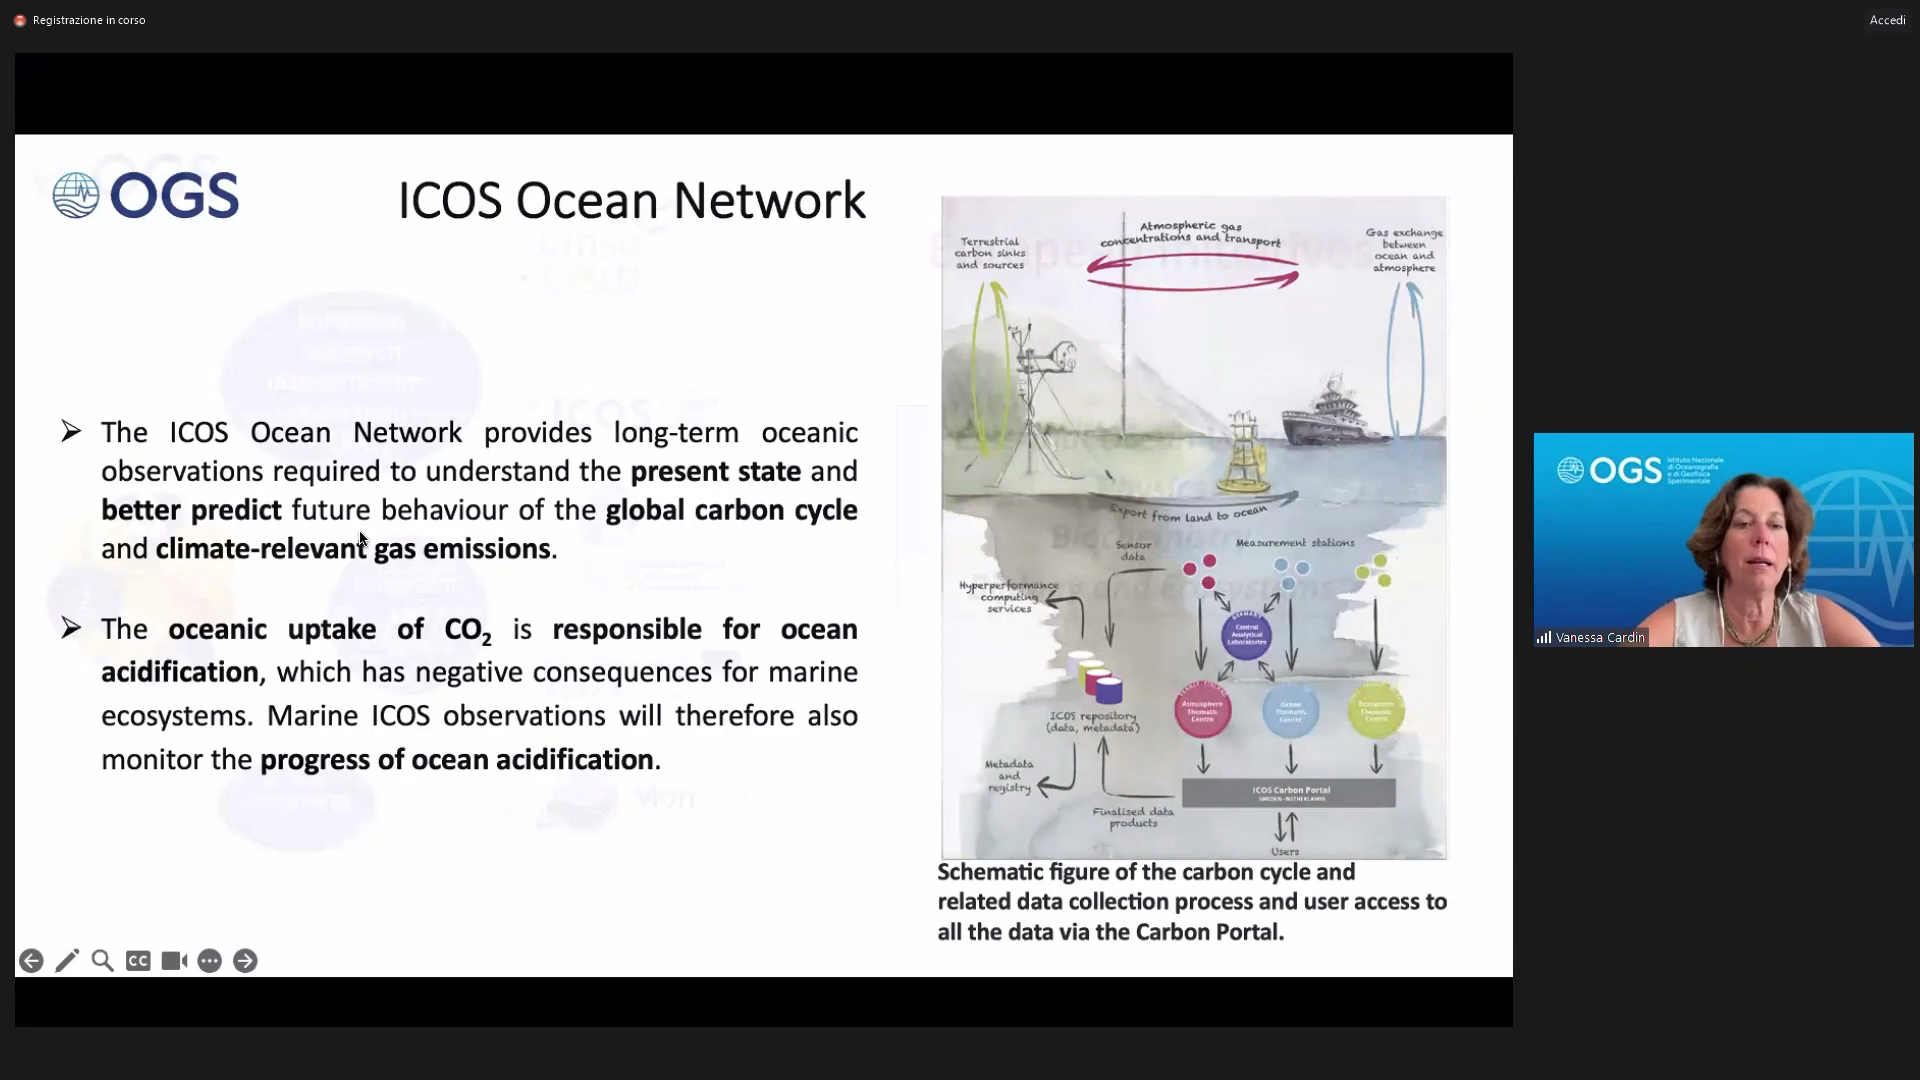 Registrazione in corso
Accedi
OGS
ICOS Ocean Network
The ICOS Ocean Network provides long-term oceanic
observations required to understand the present state and
better predict future behaviour of the global carbon cycle
and climate-relevant gas emissions.
The oceanic uptake of CO2 is responsible for ocean
acidification, which has negative consequences for marine
ecosystems. Marine ICOS observations will therefore also
monitor the progress of ocean acidification.
Terrestrial
carbon sinks
and sources
Atmospheric gas
concentrations and transport
Gas exchange
between
ocean and
atmosphere
Export from land to ocean
Sensor
data
Measurement stations
Hyperperformance
computing
services
Central
Analytical
Laboratories
Atmosphere
Thematic
Centre
Ocean
Thematic
Centre
Ecosystem
Thematic
Centre
ICOS repository
(data, metadata)
Metadata
and
registry
Finalised data
products
ICOS Carbon Portal
SWEDEN - NETHERLANDS
Users
Schematic figure of the carbon cycle and
related data collection process and user access to
all the data via the Carbon Portal.
CC
OGS
Istituto Nazionale
di Oceanografia
e di Geofisica
Sperimentale
Vanessa Cardin